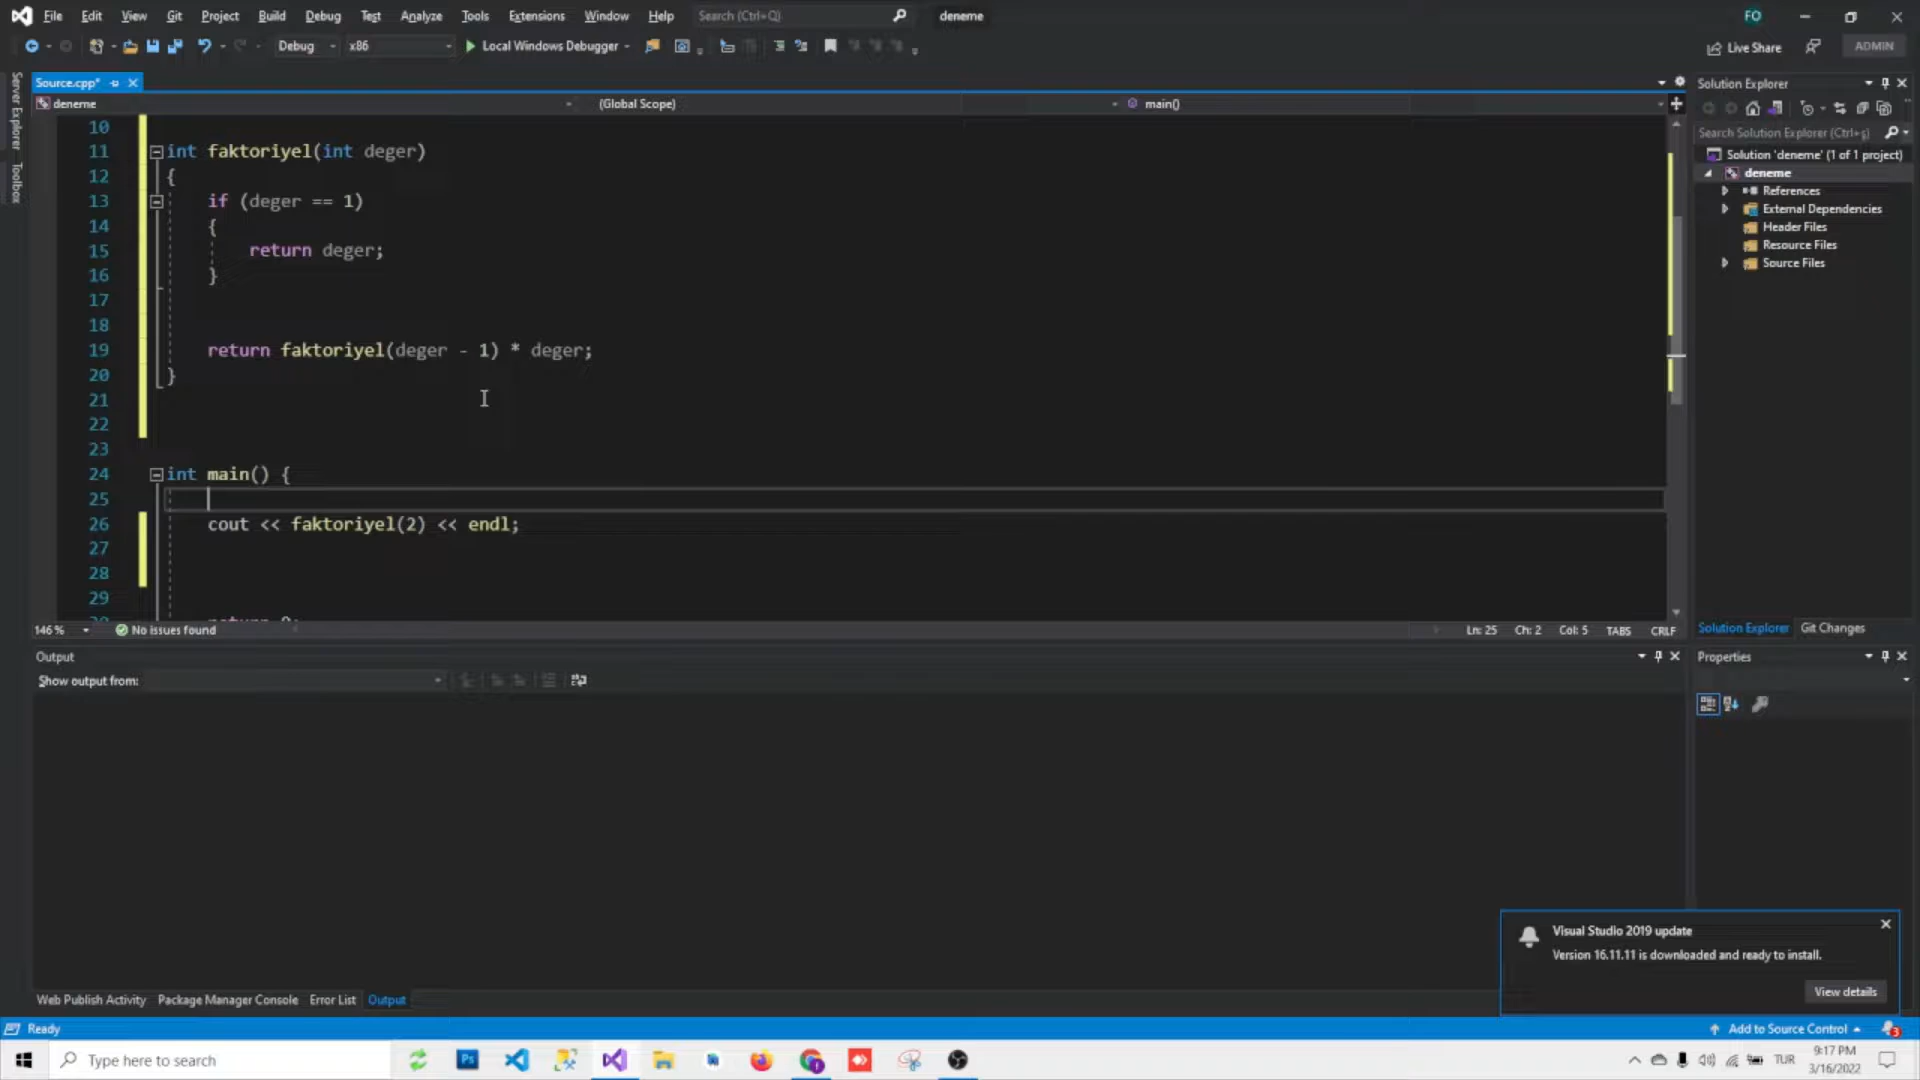 File Edit View Git Project Build Debug Test Analyze Tools Extensions Window Help Search (Ctrl+Q) deneme FO
Debug x86 Local Windows Debugger Live Share ADMIN
Server Explorer
Toolbox
Source.cpp*
deneme (Global Scope) main()
10
11 int faktoriyel(int deger)
12 {
13 if (deger == 1)
14 {
15 return deger;
16 }
17
18
19 return faktoriyel(deger - 1) * deger;
20 }
21
22
23
24 int main() {
25
26 cout << faktoriyel(2) << endl;
27
28
29
146 % No issues found Ln: 25 Ch: 2 Col: 5 TABS CRLF
Solution Explorer
Search Solution Explorer (Ctrl+ş)
Solution 'deneme' (1 of 1 project)
deneme
References
External Dependencies
Header Files
Resource Files
Source Files
Solution Explorer Git Changes
Output
Show output from:
Properties
Visual Studio 2019 update
Version 16.11.11 is downloaded and ready to install.
View details
Web Publish Activity Package Manager Console Error List Output
Ready Add to Source Control 3
Type here to search Ps TUR 9:17 PM
3/16/2022